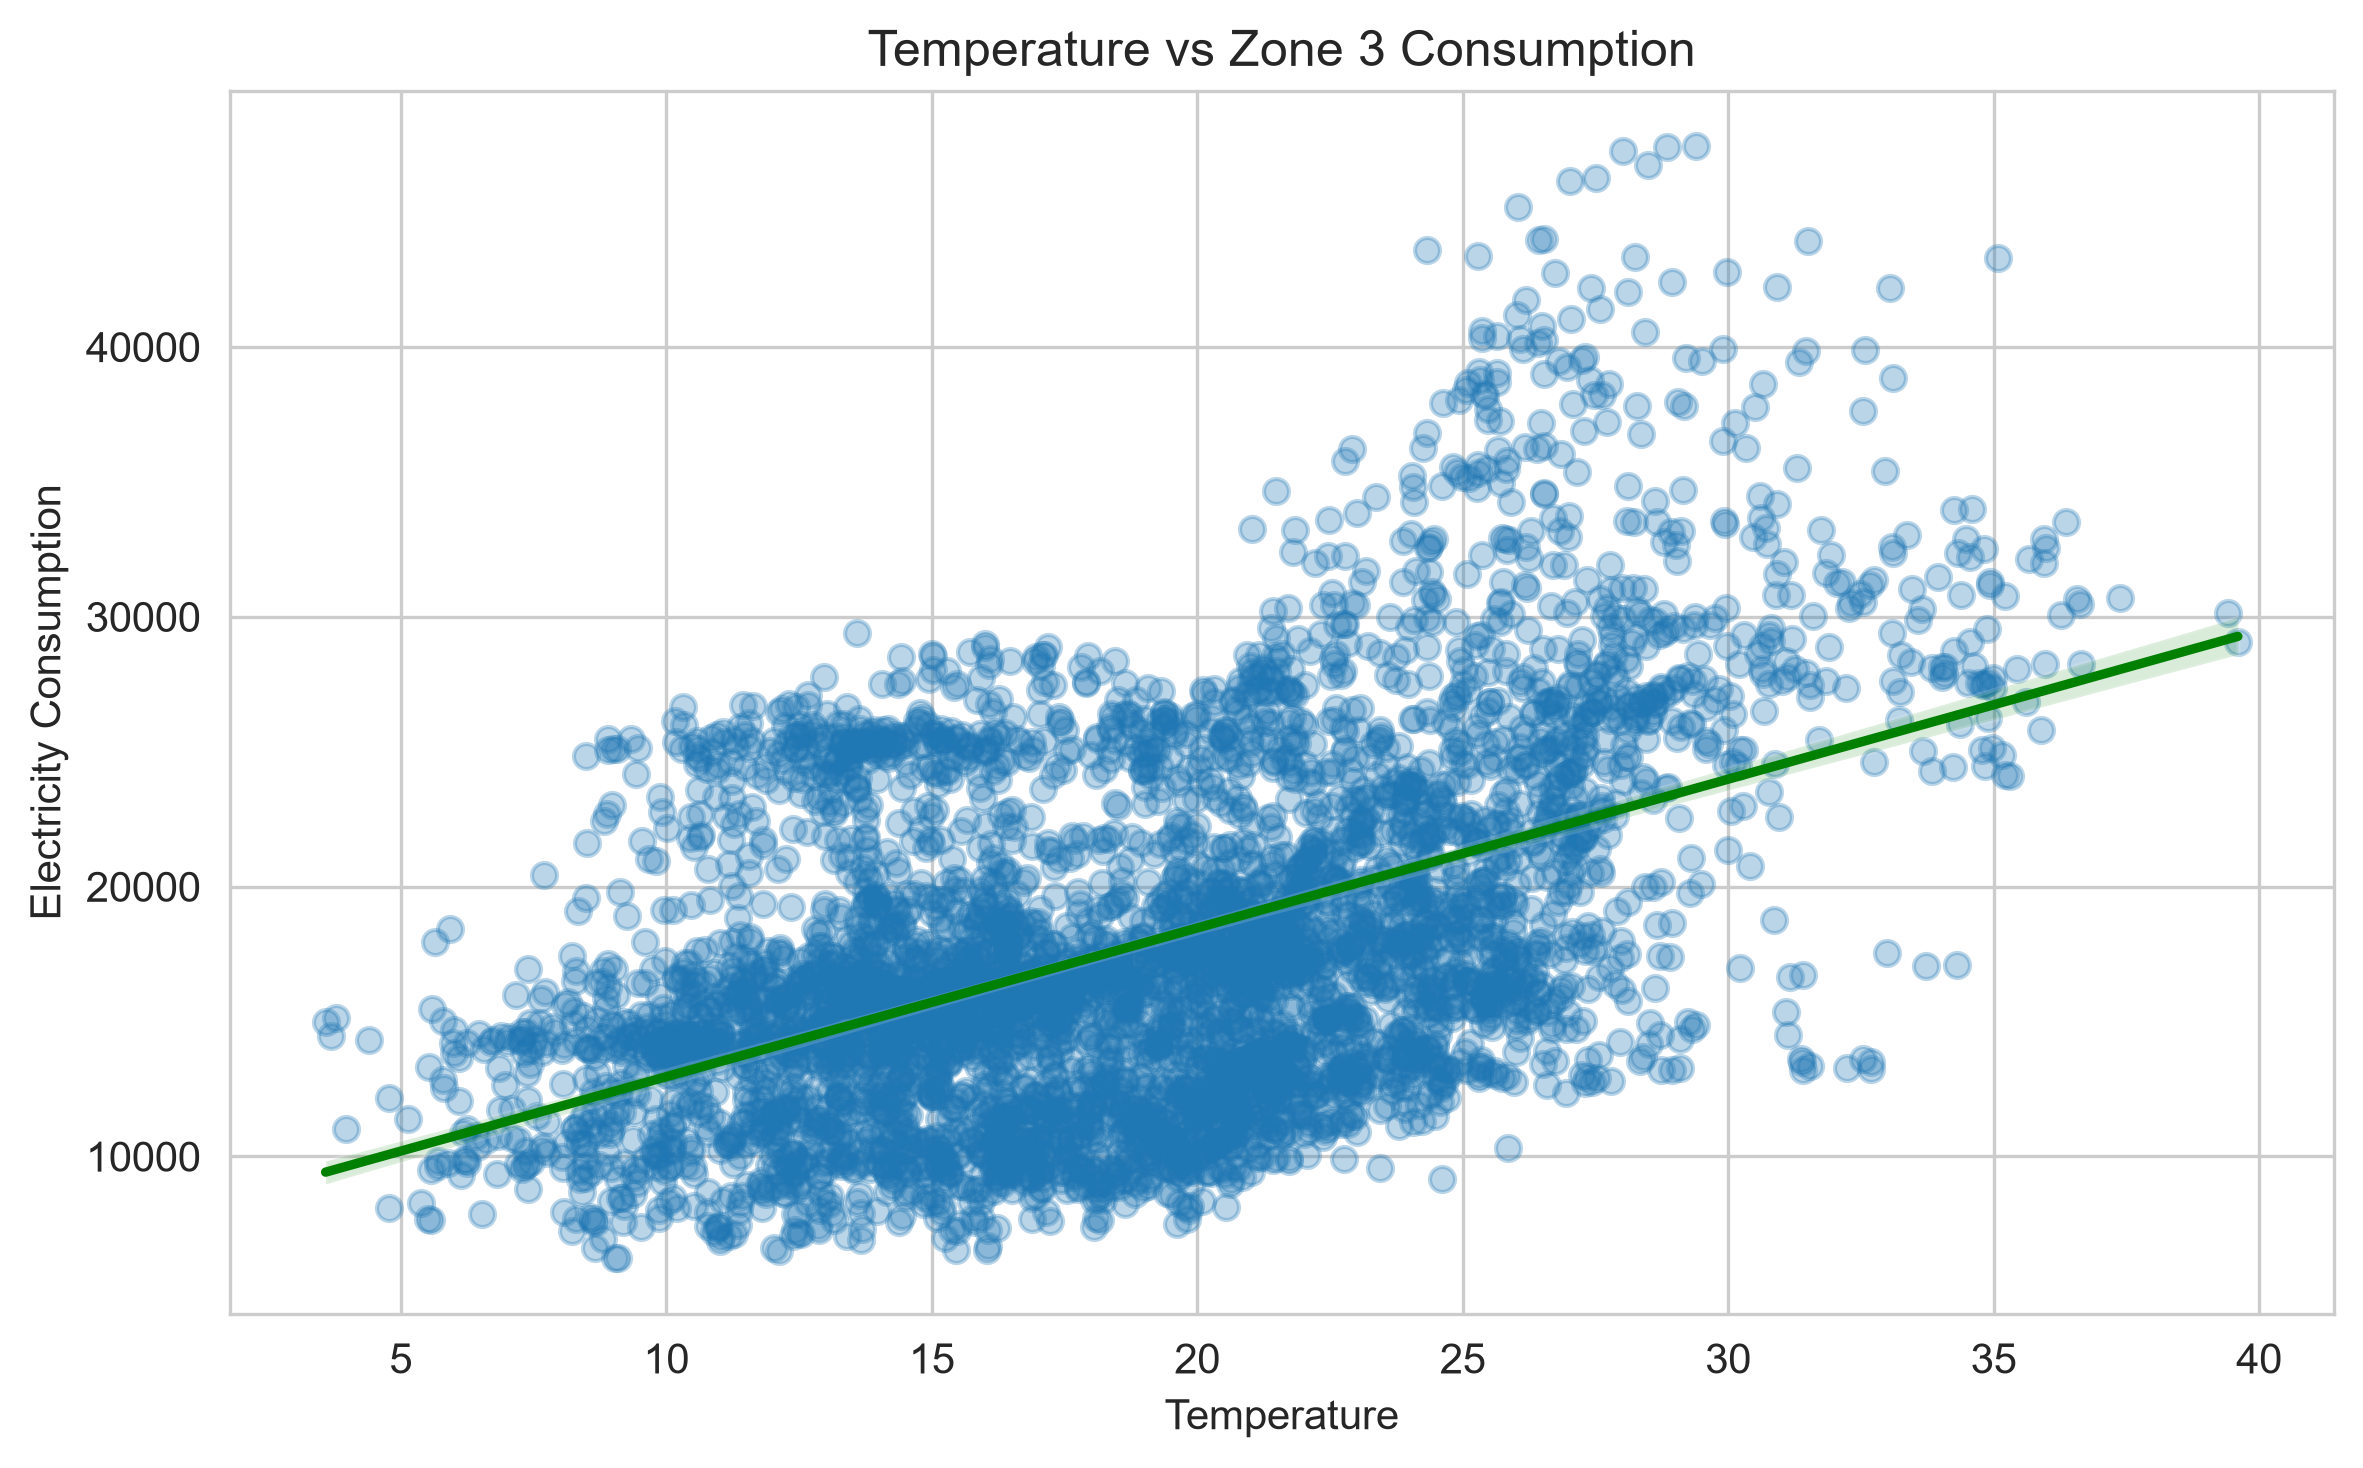 Temperature vs Zone 3 Consumption
Electricity Consumption
40000
30000
20000
10000
5 10 15 20 25 30 35 40
Temperature